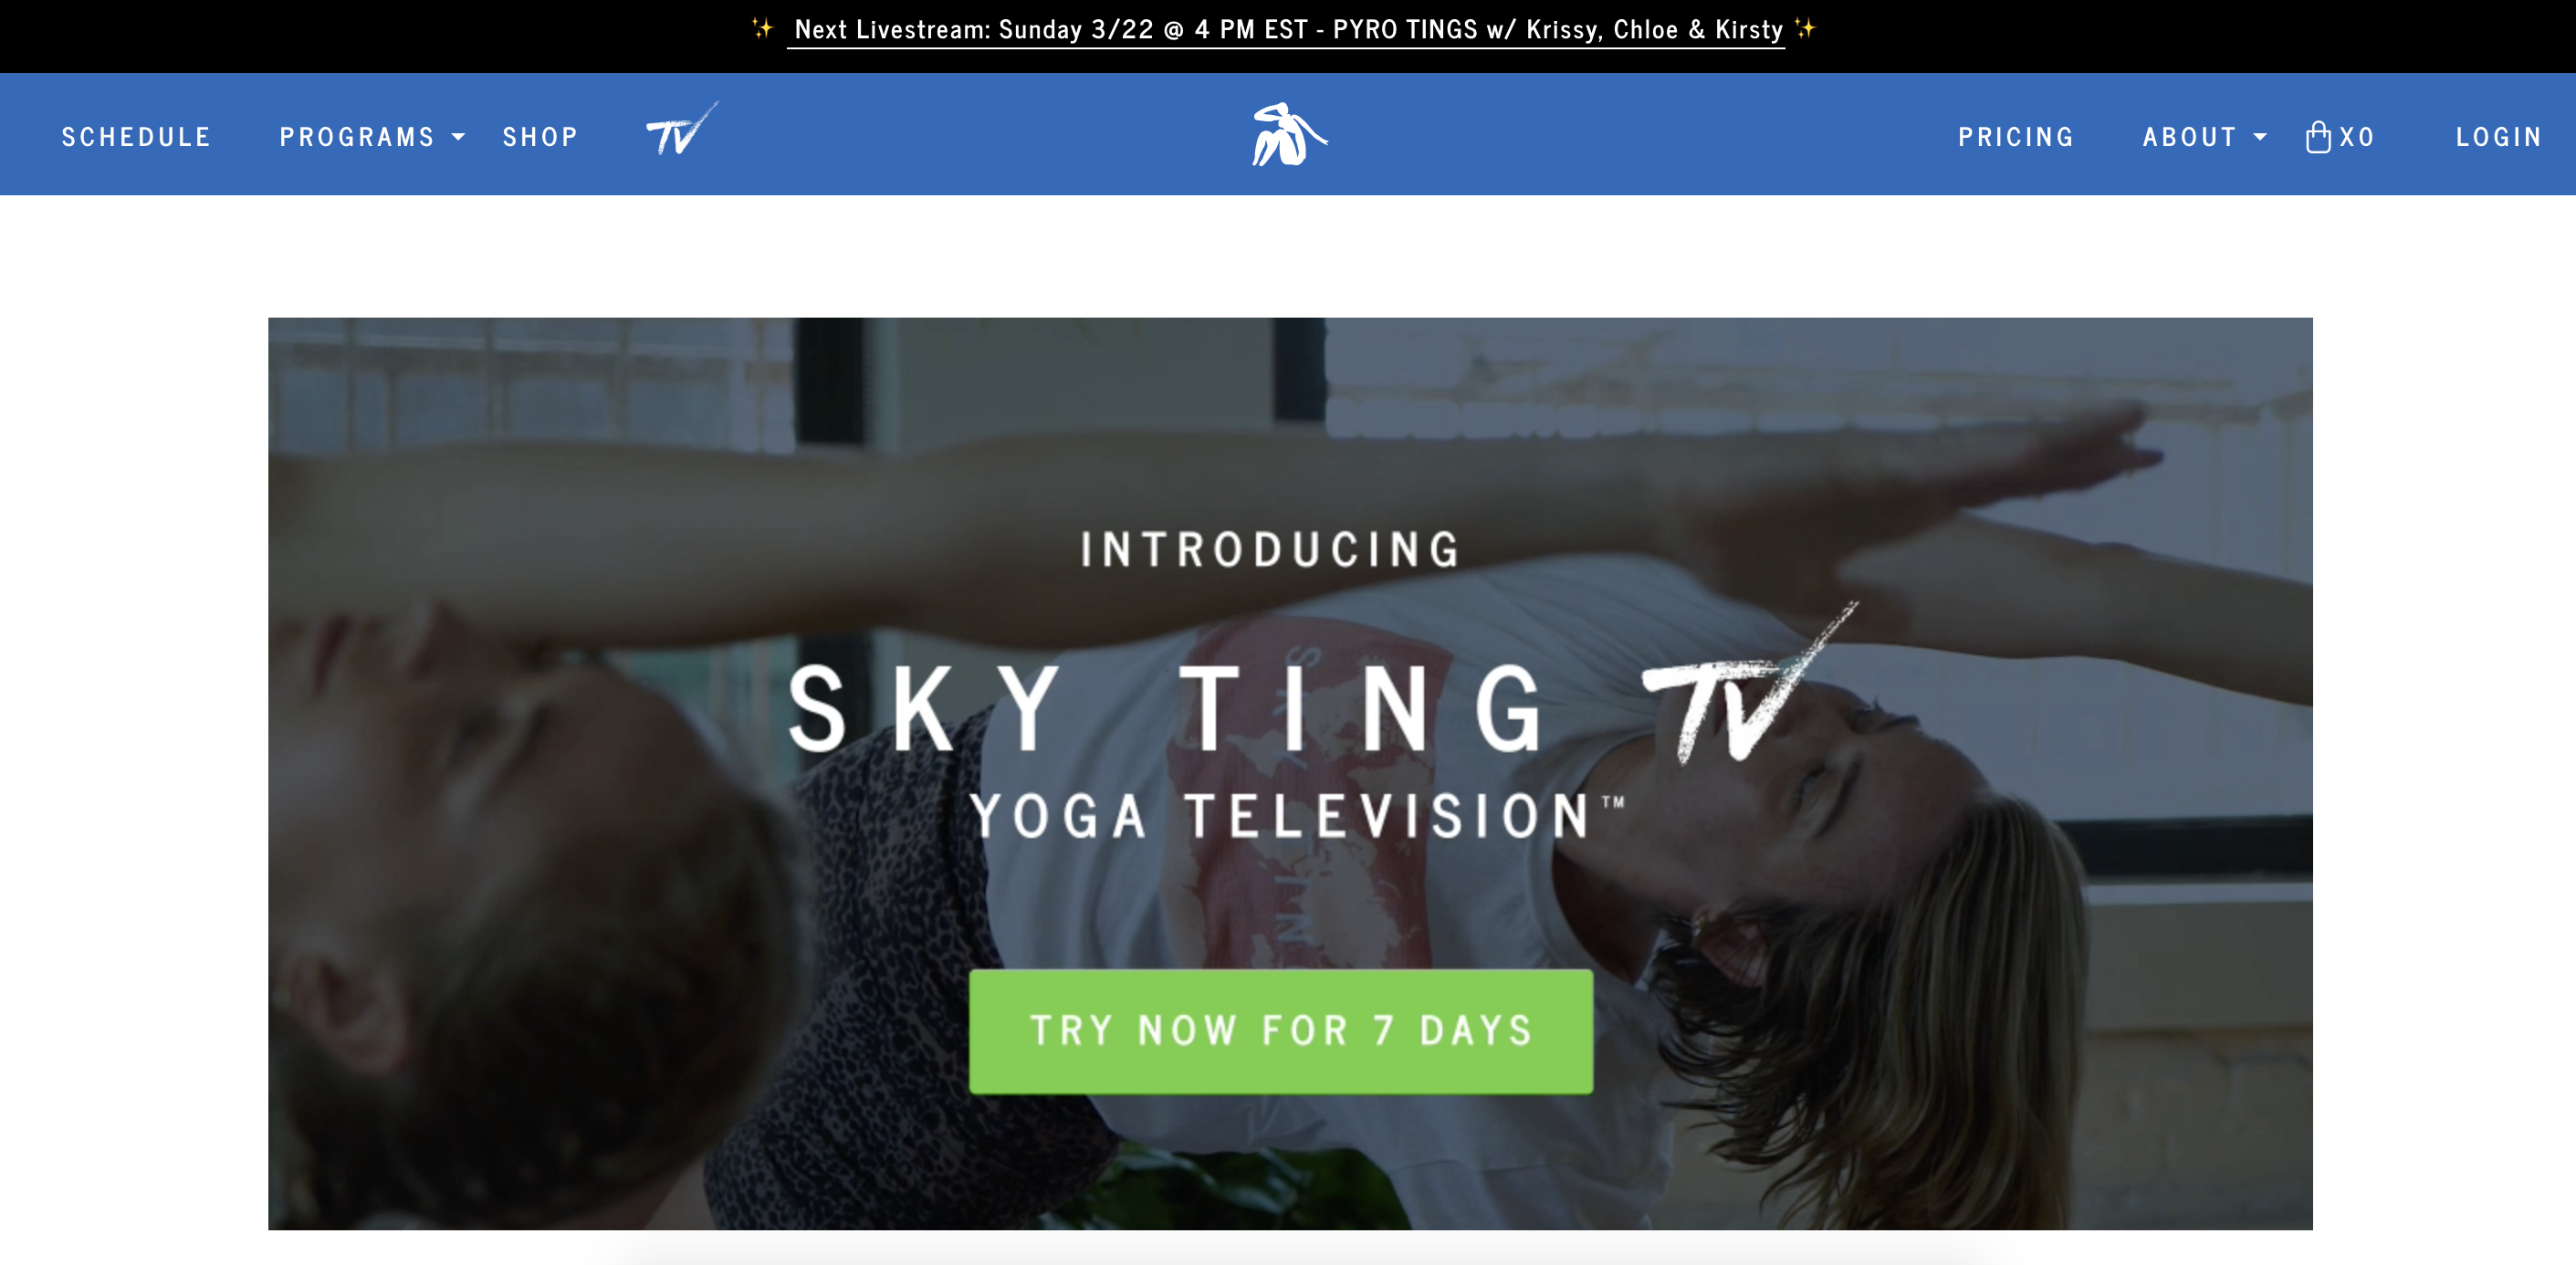 ✨ Next Livestream: Sunday 3/22 @ 4 PM EST - PYRO TINGS w/ Krissy, Chloe & Kirsty ✨
SCHEDULE PROGRAMS SHOP TV PRICING ABOUT X0 LOGIN
INTRODUCING
SKY TING TV
YOGA TELEVISION™
TRY NOW FOR 7 DAYS